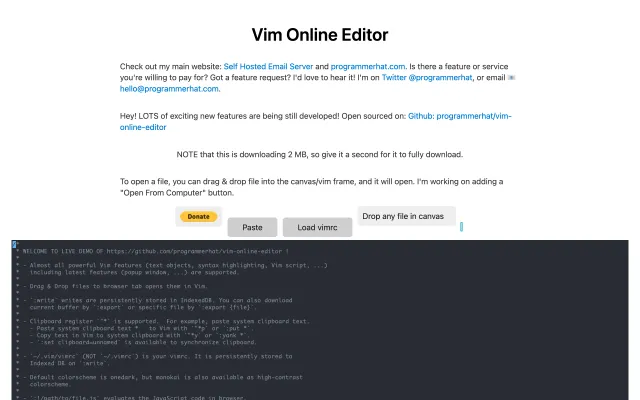 Vim Online Editor
Check out my main website: Self Hosted Email Server and programmerhat.com. Is there a feature or service
you're willing to pay for? Got a feature request? I'd love to hear it! I'm on Twitter @programmerhat, or email 📧
hello@programmerhat.com.
Hey! LOTS of exciting new features are being still developed! Open sourced on: Github: programmerhat/vim-
online-editor
NOTE that this is downloading 2 MB, so give it a second for it to fully download.
To open a file, you can drag & drop file into the canvas/vim frame, and it will open. I'm working on adding a
"Open From Computer" button.
Donate
Paste
Load vimrc
Drop any file in canvas
/*
* WELCOME TO LIVE DEMO OF https://github.com/programmerhat/vim-online-editor !
*
* - Almost all powerful Vim features (text objects, syntax highlighting, Vim script, ...)
*   including latest features (popup window, ...) are supported.
*
* - Drag & Drop files to browser tab opens them in Vim.
*
* - `:write` writes are persistently stored in IndexedDB. You can also download
*   current buffer by `:export` or specific file by `:export {file}`.
*
* - Clipboard register `"*` is supported.  For example, paste system clipboard text.
*   - Paste system clipboard text *   to Vim with `"*p` or `:put *`.
*   - Copy text in Vim to system clipboard with `"*y` or `:yank *`.
*   - `:set clipboard=unnamed` is available to synchronize clipboard.
*
* - `~/.vim/vimrc` (NOT `~/.vimrc`) is your vimrc. It is persistently stored to
*   Indexed DB on `:write`.
*
* - Default colorscheme is onedark, but monokai is also available as high-contrast
*   colorscheme.
*
* - `:!/path/to/file.js` evaluates the JavaScript code in browser.